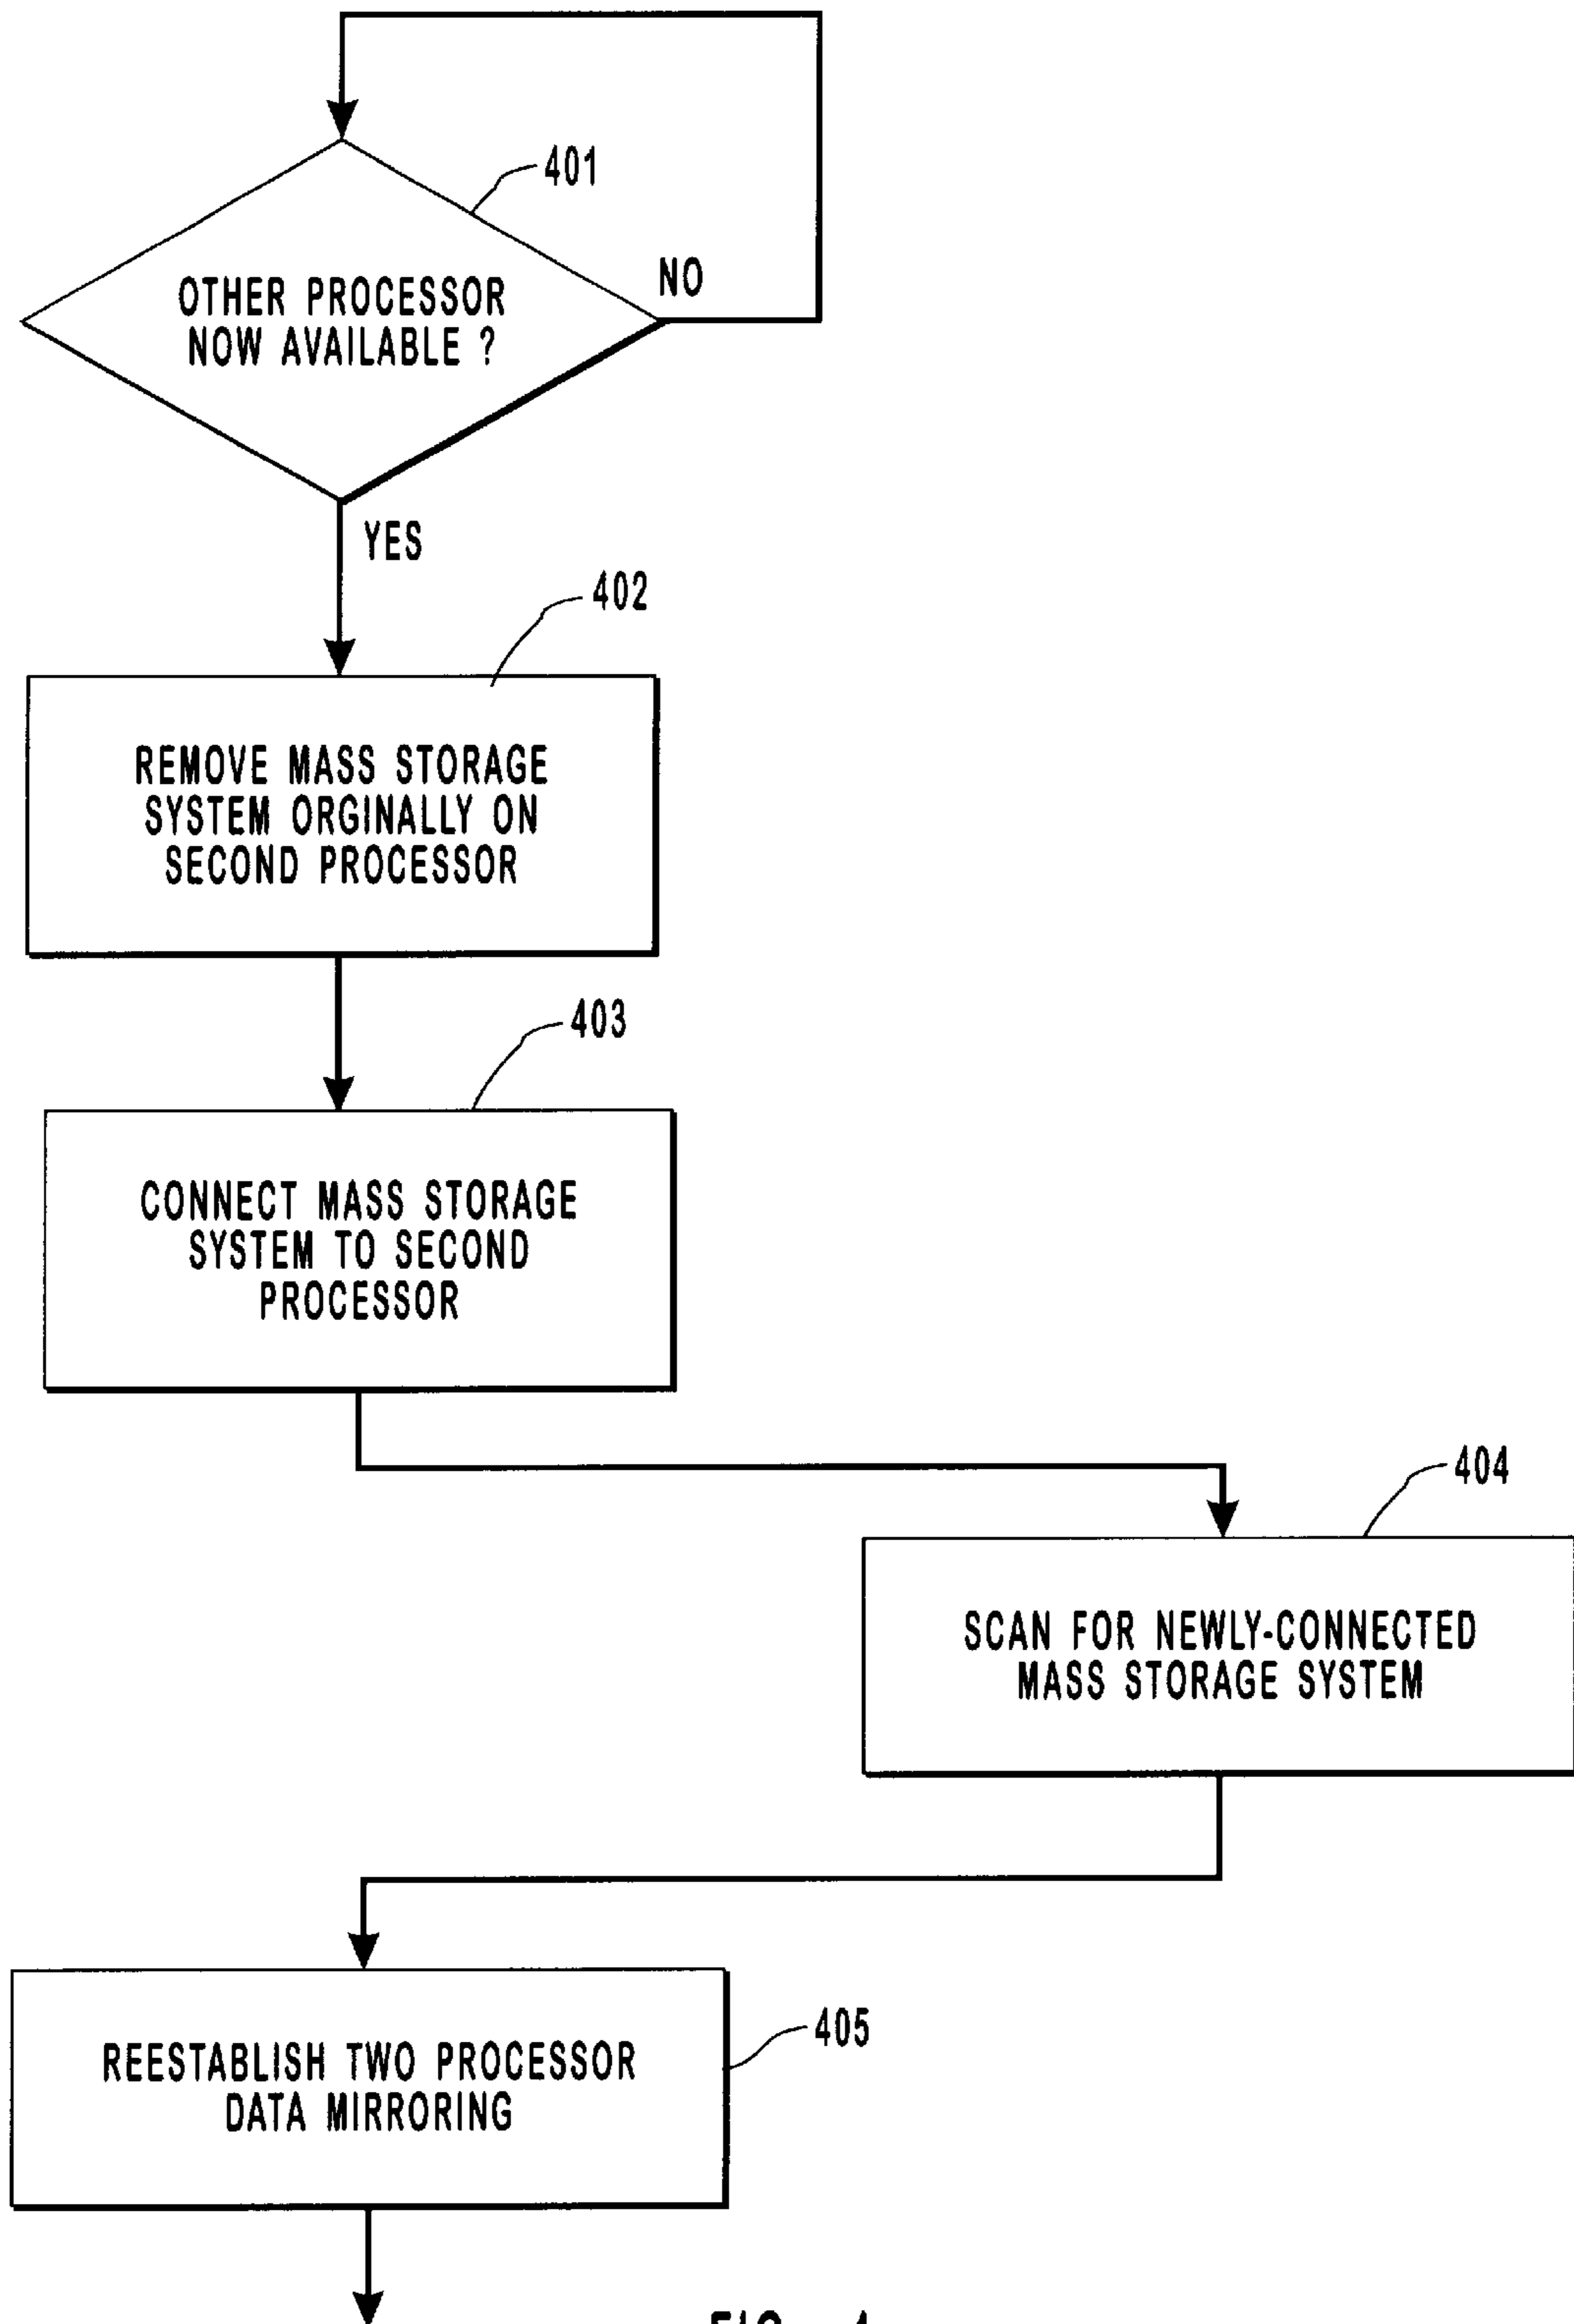 401
OTHER PROCESSOR
NOW AVAILABLE ?
NO
YES
402
REMOVE MASS STORAGE
SYSTEM ORGINALLY ON
SECOND PROCESSOR
403
CONNECT MASS STORAGE
SYSTEM TO SECOND
PROCESSOR
404
SCAN FOR NEWLY-CONNECTED
MASS STORAGE SYSTEM
405
REESTABLISH TWO PROCESSOR
DATA MIRRORING